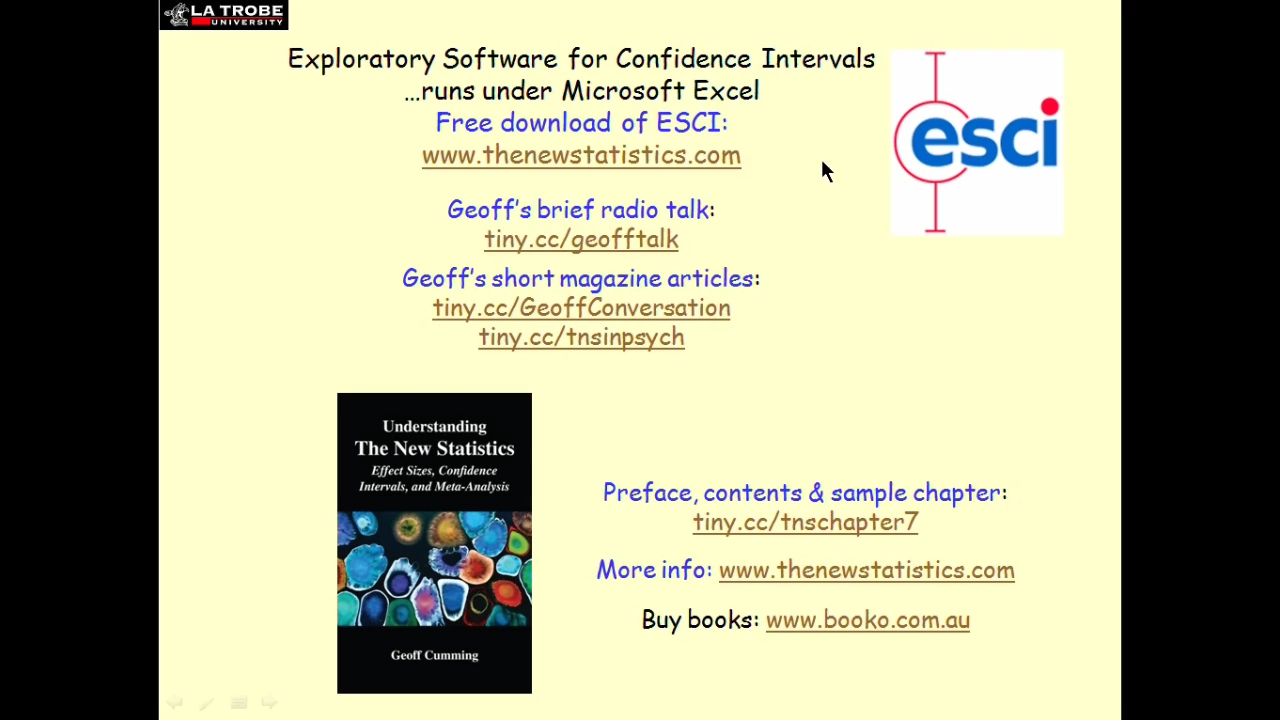 LA TROBE
UNIVERSITY
Exploratory Software for Confidence Intervals
…runs under Microsoft Excel
Free download of ESCI:
www.thenewstatistics.com
esci
Geoff's brief radio talk:
tiny.cc/geofftalk
Geoff's short magazine articles:
tiny.cc/GeoffConversation
tiny.cc/tnsinpsych
Understanding
The New Statistics
Effect Sizes, Confidence
Intervals, and Meta-Analysis
Geoff Cumming
Preface, contents & sample chapter:
tiny.cc/tnschapter7
More info: www.thenewstatistics.com
Buy books: www.booko.com.au